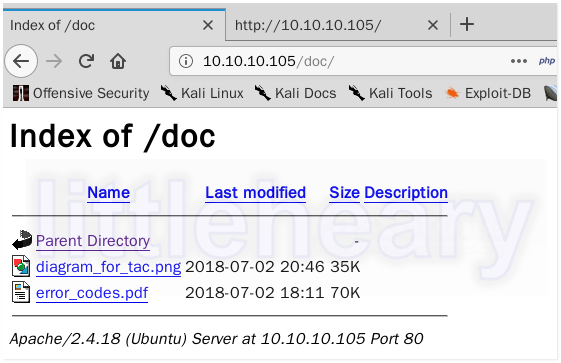 Index of /doc
http://10.10.10.105/
10.10.10.105/doc/
php
Offensive Security Kali Linux Kali Docs Kali Tools Exploit-DB
Index of /doc
littleheary
Name Last modified Size Description
Parent Directory -
diagram_for_tac.png 2018-07-02 20:46 35K
error_codes.pdf 2018-07-02 18:11 70K
Apache/2.4.18 (Ubuntu) Server at 10.10.10.105 Port 80